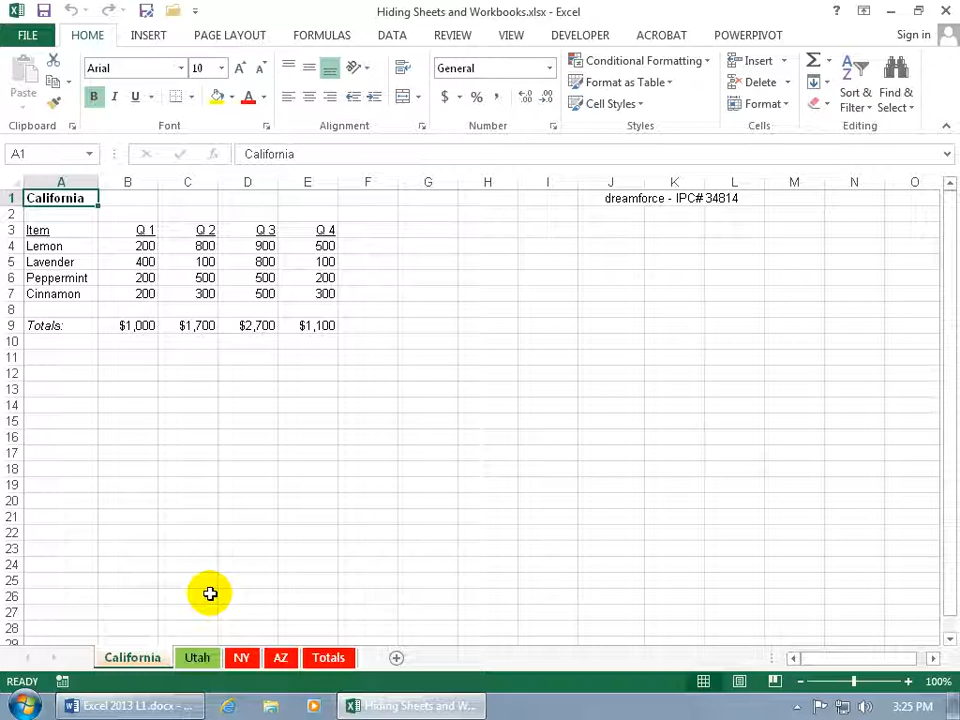 Hiding Sheets and Workbooks.xlsx - Excel
FILE HOME INSERT PAGE LAYOUT FORMULAS DATA REVIEW VIEW DEVELOPER ACROBAT POWERPIVOT Sign in
Paste Arial 10 General Conditional Formatting Insert Delete Format
B I U A $ % , Format as Table Cell Styles Sort & Filter Find & Select
Clipboard Font Alignment Number Styles Cells Editing
A1 fx California
A B C D E F G H I J K L M N O
1 California dreamforce - IPC# 34814
2
3 Item Q 1 Q 2 Q 3 Q 4
4 Lemon 200 800 900 500
5 Lavender 400 100 800 100
6 Peppermint 200 500 500 200
7 Cinnamon 200 300 500 300
8
9 Totals: $1,000 $1,700 $2,700 $1,100
10
11
12
13
14
15
16
17
18
19
20
21
22
23
24
25
26
27
28
29
California Utah NY AZ Totals
READY 100%
Excel 2013 L1.docx - ... Hiding Sheets and W... 3:25 PM